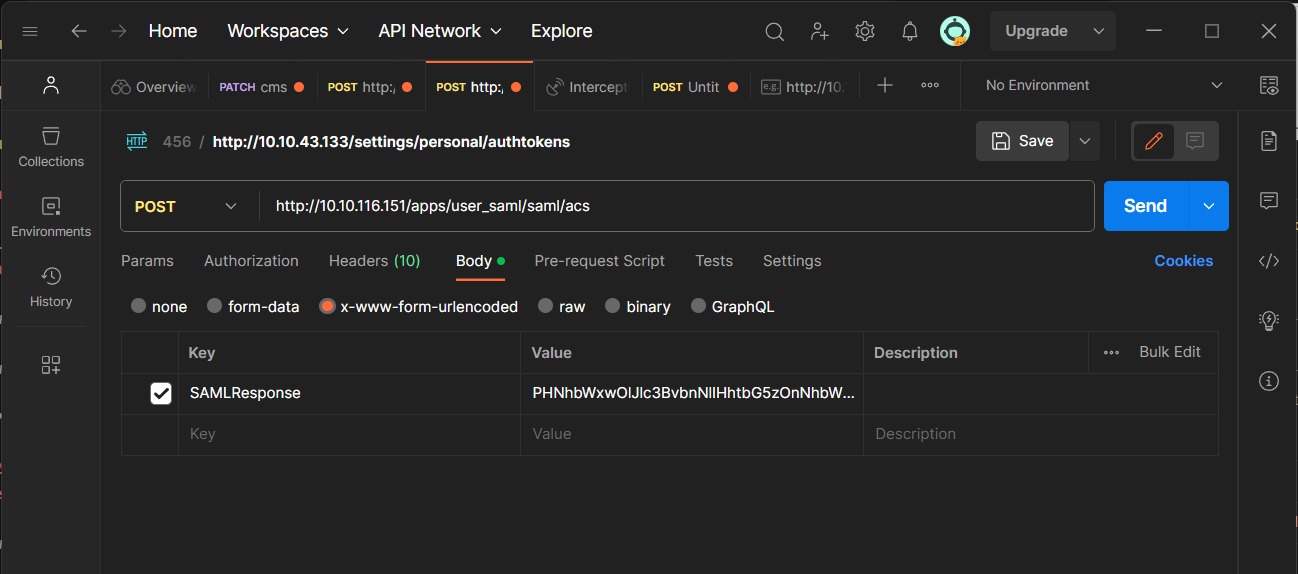 Home Workspaces API Network Explore Upgrade
Overview PATCH cms POST http:/ POST http:/ Intercept POST Untit e.g. http://10. No Environment
HTTP 456 / http://10.10.43.133/settings/personal/authtokens Save
Collections
POST http://10.10.116.151/apps/user_saml/saml/acs Send
Environments
Params Authorization Headers (10) Body Pre-request Script Tests Settings Cookies
History
none form-data x-www-form-urlencoded raw binary GraphQL
Key Value Description Bulk Edit
SAMLResponse PHNhbWxwOlJlc3BvbnNlIHhtbG5zOnNhbW...
Key Value Description